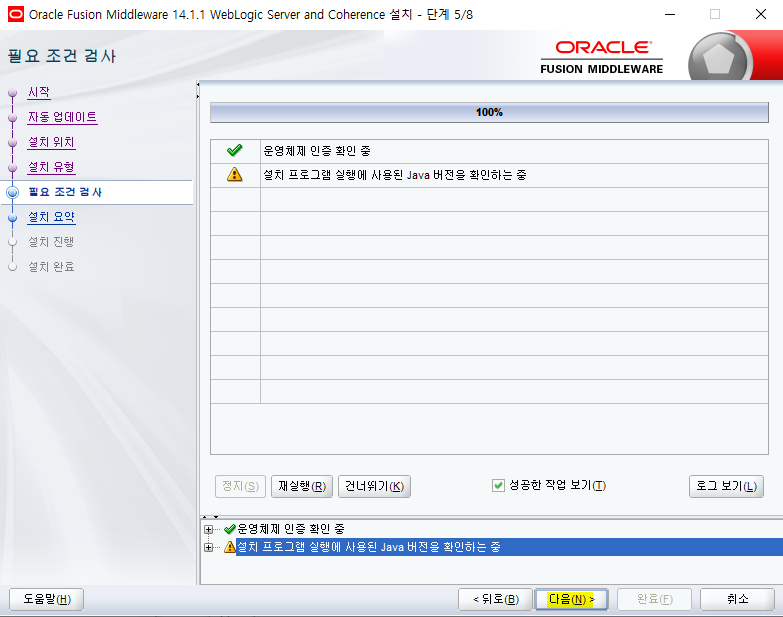 Oracle Fusion Middleware 14.1.1 WebLogic Server and Coherence 설치 - 단계 5/8
필요 조건 검사
ORACLE
FUSION MIDDLEWARE
시작
자동 업데이트
설치 위치
설치 유형
필요 조건 검사
설치 요약
설치 진행
설치 완료
100%
운영체제 인증 확인 중
설치 프로그램 실행에 사용된 Java 버전을 확인하는 중
정지(S)
재실행(R)
건너뛰기(K)
성공한 작업 보기(T)
로그 보기(L)
운영체제 인증 확인 중
설치 프로그램 실행에 사용된 Java 버전을 확인하는 중
도움말(H)
< 뒤로(B)
다음(N) >
완료(F)
취소